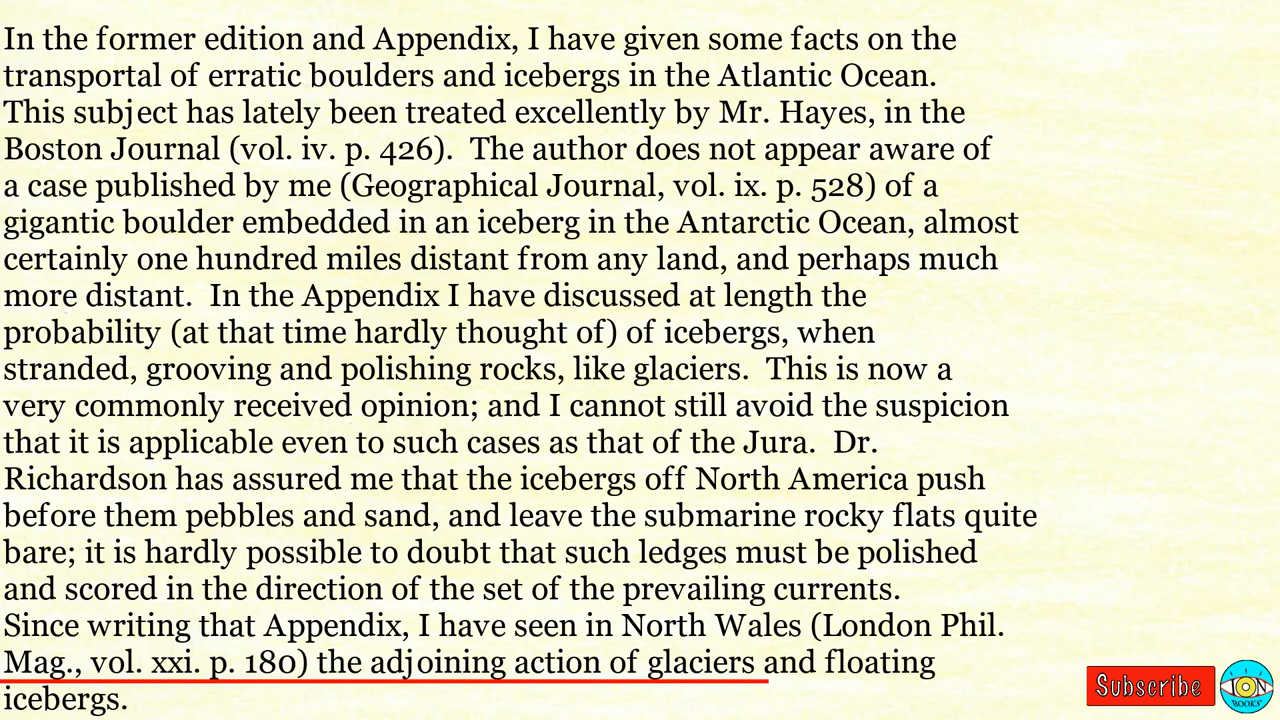 In the former edition and Appendix, I have given some facts on the
transportal of erratic boulders and icebergs in the Atlantic Ocean.
This subject has lately been treated excellently by Mr. Hayes, in the
Boston Journal (vol. iv. p. 426).  The author does not appear aware of
a case published by me (Geographical Journal, vol. ix. p. 528) of a
gigantic boulder embedded in an iceberg in the Antarctic Ocean, almost
certainly one hundred miles distant from any land, and perhaps much
more distant.  In the Appendix I have discussed at length the
probability (at that time hardly thought of) of icebergs, when
stranded, grooving and polishing rocks, like glaciers.  This is now a
very commonly received opinion; and I cannot still avoid the suspicion
that it is applicable even to such cases as that of the Jura.  Dr.
Richardson has assured me that the icebergs off North America push
before them pebbles and sand, and leave the submarine rocky flats quite
bare; it is hardly possible to doubt that such ledges must be polished
and scored in the direction of the set of the prevailing currents.
Since writing that Appendix, I have seen in North Wales (London Phil.
Mag., vol. xxi. p. 180) the adjoining action of glaciers and floating
icebergs.
Subscribe
ION
BOOKS